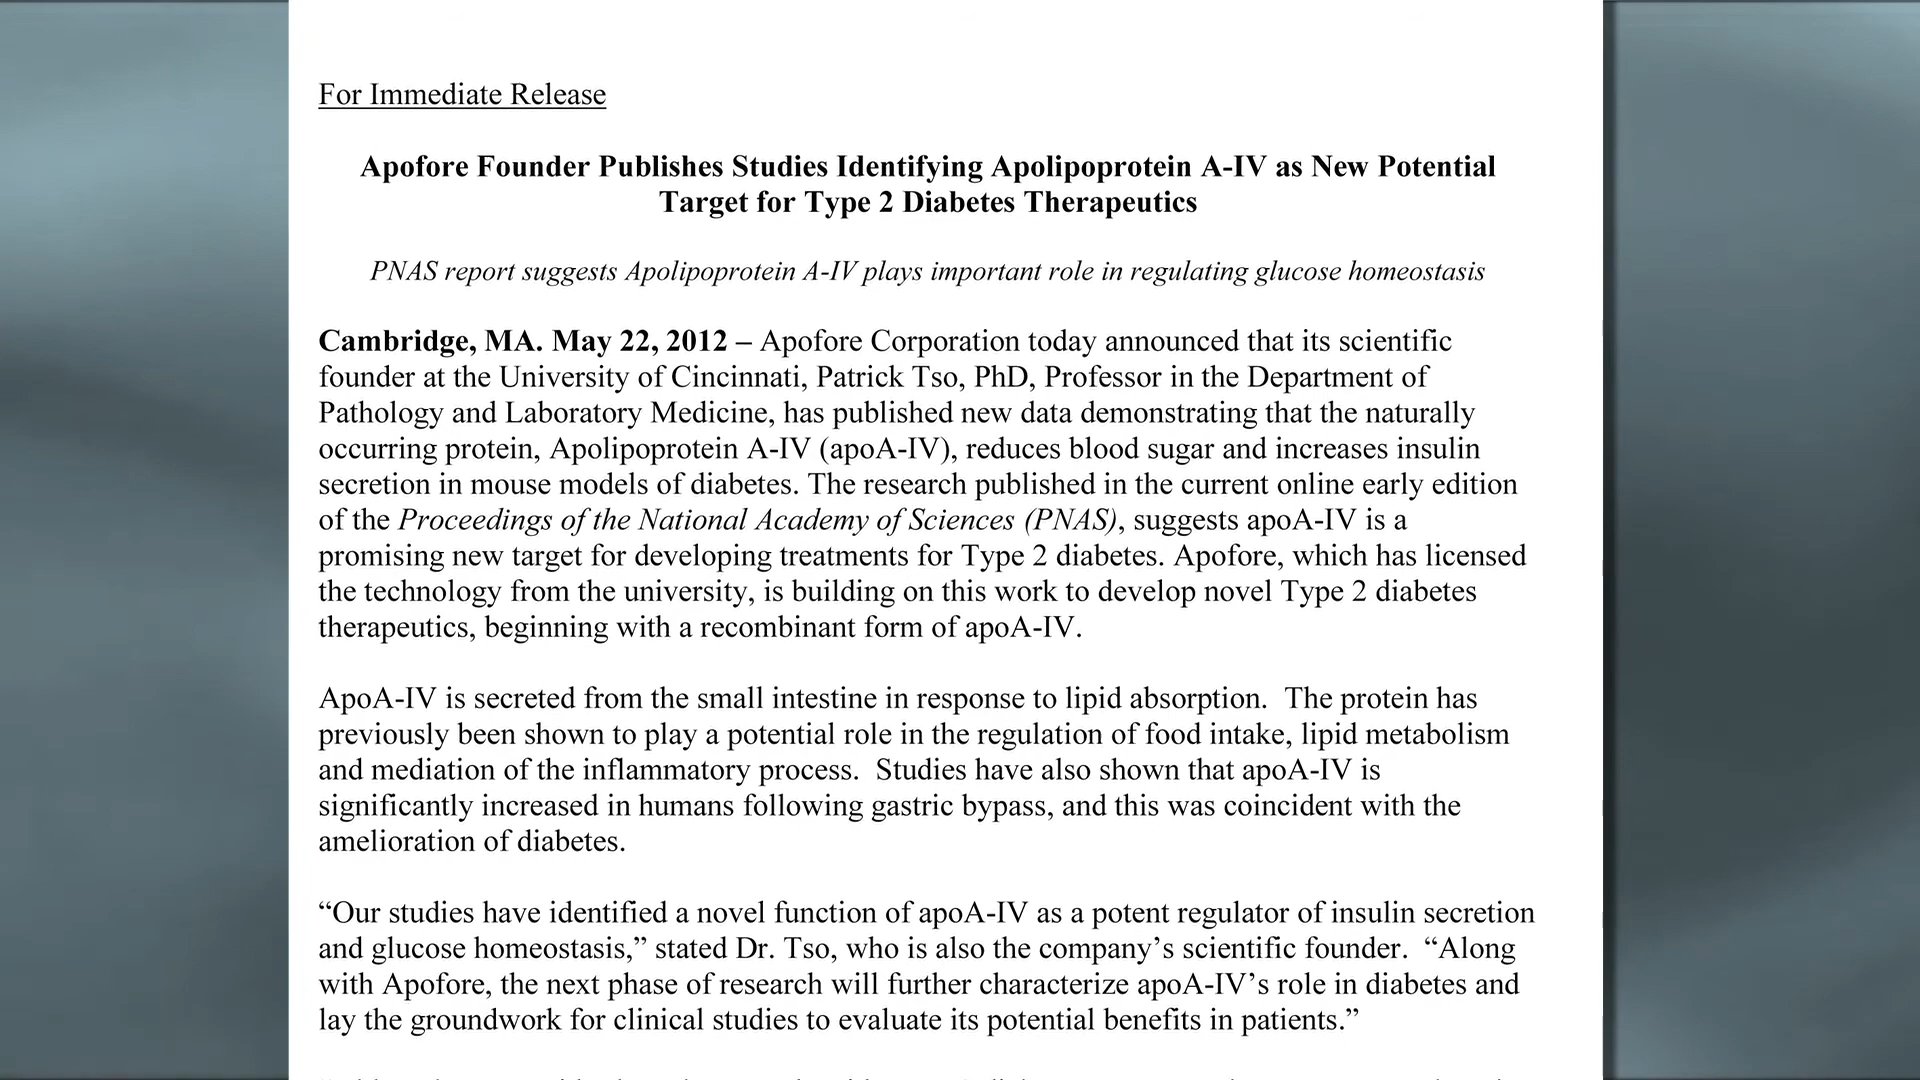 For Immediate Release
Apofore Founder Publishes Studies Identifying Apolipoprotein A-IV as New Potential
Target for Type 2 Diabetes Therapeutics
PNAS report suggests Apolipoprotein A-IV plays important role in regulating glucose homeostasis
Cambridge, MA. May 22, 2012 – Apofore Corporation today announced that its scientific
founder at the University of Cincinnati, Patrick Tso, PhD, Professor in the Department of
Pathology and Laboratory Medicine, has published new data demonstrating that the naturally
occurring protein, Apolipoprotein A-IV (apoA-IV), reduces blood sugar and increases insulin
secretion in mouse models of diabetes. The research published in the current online early edition
of the Proceedings of the National Academy of Sciences (PNAS), suggests apoA-IV is a
promising new target for developing treatments for Type 2 diabetes. Apofore, which has licensed
the technology from the university, is building on this work to develop novel Type 2 diabetes
therapeutics, beginning with a recombinant form of apoA-IV.
ApoA-IV is secreted from the small intestine in response to lipid absorption.  The protein has
previously been shown to play a potential role in the regulation of food intake, lipid metabolism
and mediation of the inflammatory process.  Studies have also shown that apoA-IV is
significantly increased in humans following gastric bypass, and this was coincident with the
amelioration of diabetes.
“Our studies have identified a novel function of apoA-IV as a potent regulator of insulin secretion
and glucose homeostasis,” stated Dr. Tso, who is also the company’s scientific founder.  “Along
with Apofore, the next phase of research will further characterize apoA-IV’s role in diabetes and
lay the groundwork for clinical studies to evaluate its potential benefits in patients.”